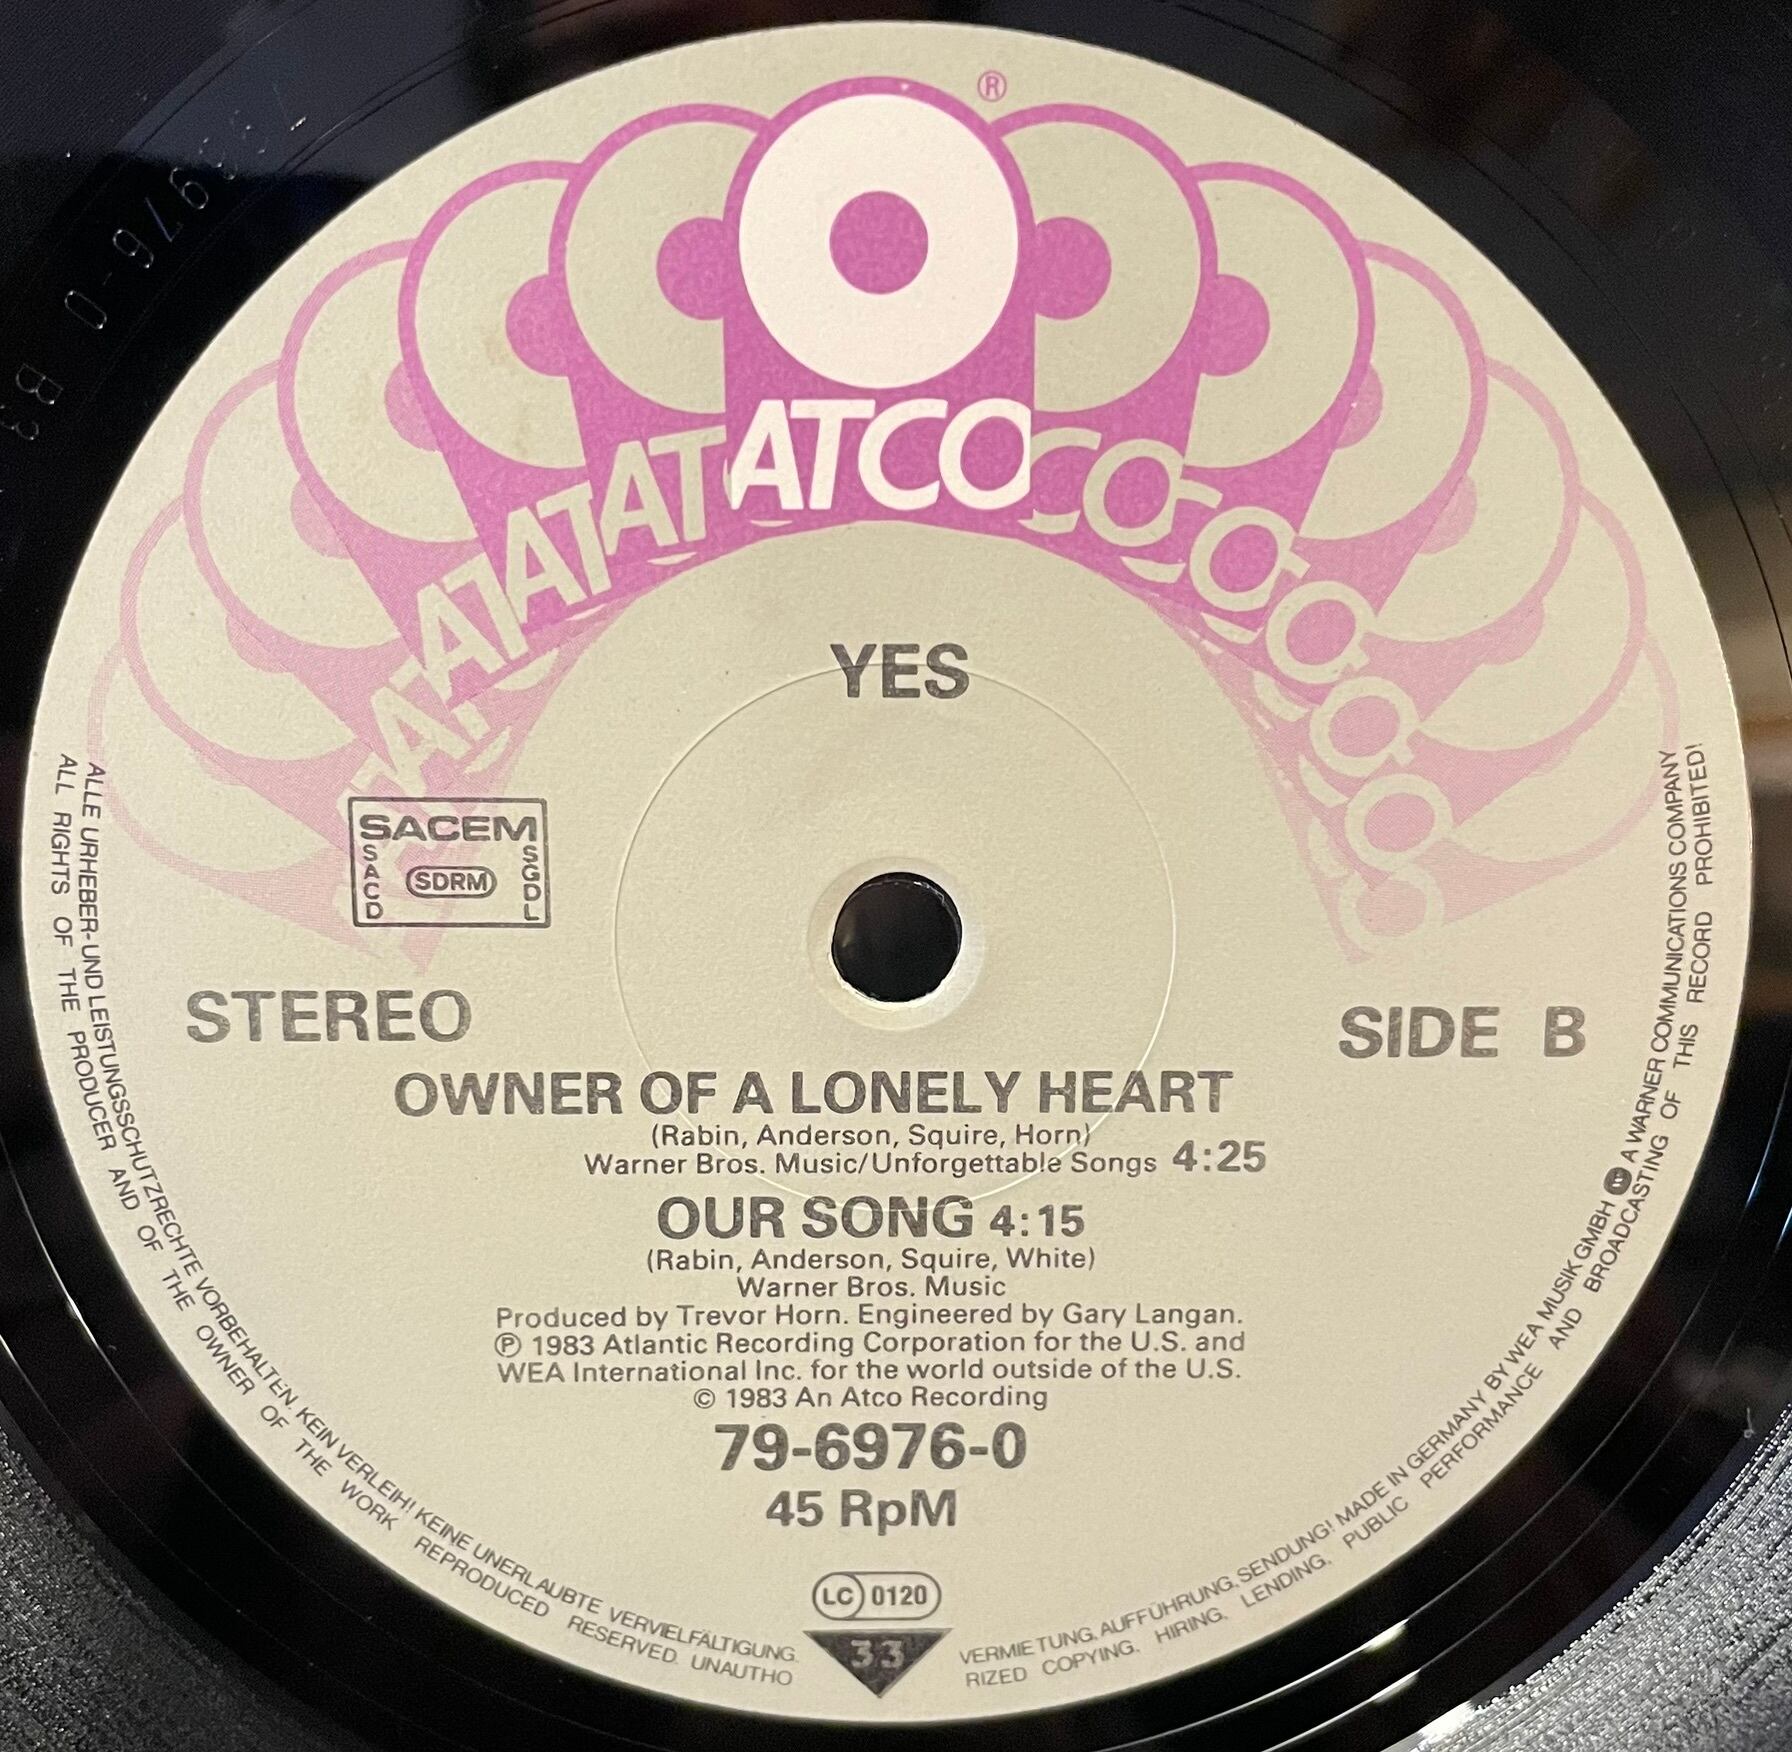 ®
ATCO
YES
SACEM
SACD
SDRM
SGDL
STEREO
SIDE B
OWNER OF A LONELY HEART
(Rabin, Anderson, Squire, Horn)
Warner Bros. Music/Unforgettable Songs 4:25
OUR SONG 4:15
(Rabin, Anderson, Squire, White)
Warner Bros. Music
Produced by Trevor Horn. Engineered by Gary Langan.
℗ 1983 Atlantic Recording Corporation for the U.S. and
WEA International Inc. for the world outside of the U.S.
© 1983 An Atco Recording
79-6976-0
45 RpM
LC 0120
33
ALLE URHEBER- UND LEISTUNGSSCHUTZRECHTE VORBEHALTEN. KEIN VERLEIH! KEINE UNERLAUBTE VERVIELFÄLTIGUNG, VERMIETUNG, AUFFÜHRUNG, SENDUNG! MADE IN GERMANY BY WEA MUSIK GMBH A WARNER COMMUNICATIONS COMPANY
ALL RIGHTS OF THE PRODUCER AND OF THE OWNER OF THE WORK REPRODUCED RESERVED. UNAUTHORIZED COPYING, HIRING, LENDING, PUBLIC PERFORMANCE AND BROADCASTING OF THIS RECORD PROHIBITED!
976-0 B3